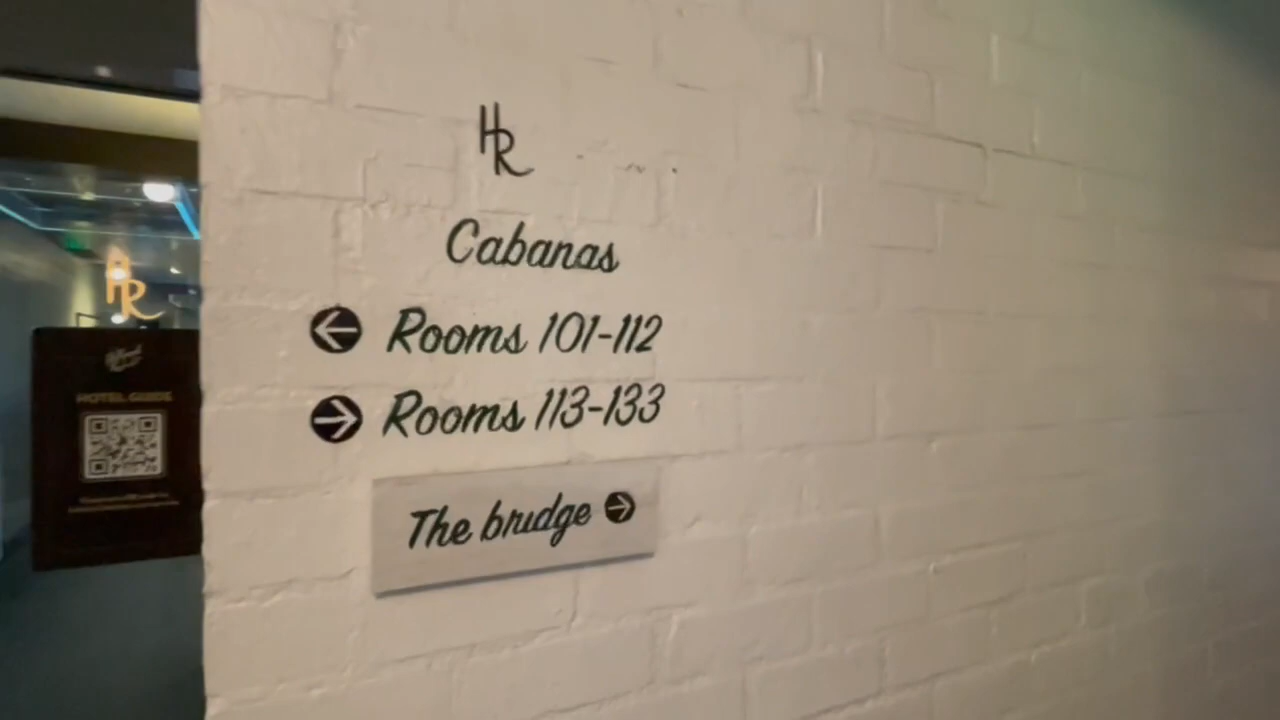 HR
Cabanas
Rooms 101-112
Rooms 113-133
The bridge
HR
HOTEL GUIDE